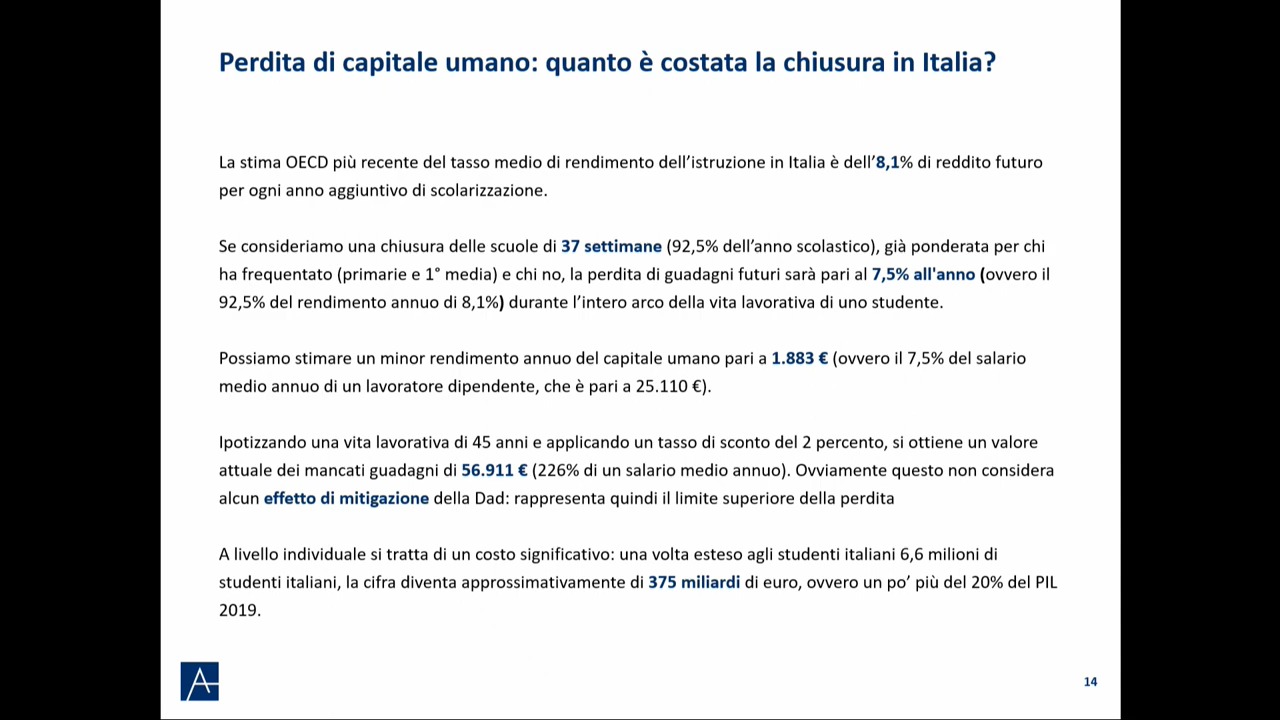 Perdita di capitale umano: quanto è costata la chiusura in Italia?
La stima OECD più recente del tasso medio di rendimento dell’istruzione in Italia è dell’8,1% di reddito futuro
per ogni anno aggiuntivo di scolarizzazione.
Se consideriamo una chiusura delle scuole di 37 settimane (92,5% dell’anno scolastico), già ponderata per chi
ha frequentato (primarie e 1° media) e chi no, la perdita di guadagni futuri sarà pari al 7,5% all'anno (ovvero il
92,5% del rendimento annuo di 8,1%) durante l’intero arco della vita lavorativa di uno studente.
Possiamo stimare un minor rendimento annuo del capitale umano pari a 1.883 € (ovvero il 7,5% del salario
medio annuo di un lavoratore dipendente, che è pari a 25.110 €).
Ipotizzando una vita lavorativa di 45 anni e applicando un tasso di sconto del 2 percento, si ottiene un valore
attuale dei mancati guadagni di 56.911 € (226% di un salario medio annuo). Ovviamente questo non considera
alcun effetto di mitigazione della Dad: rappresenta quindi il limite superiore della perdita
A livello individuale si tratta di un costo significativo: una volta esteso agli studenti italiani 6,6 milioni di
studenti italiani, la cifra diventa approssimativamente di 375 miliardi di euro, ovvero un po’ più del 20% del PIL
2019.
14